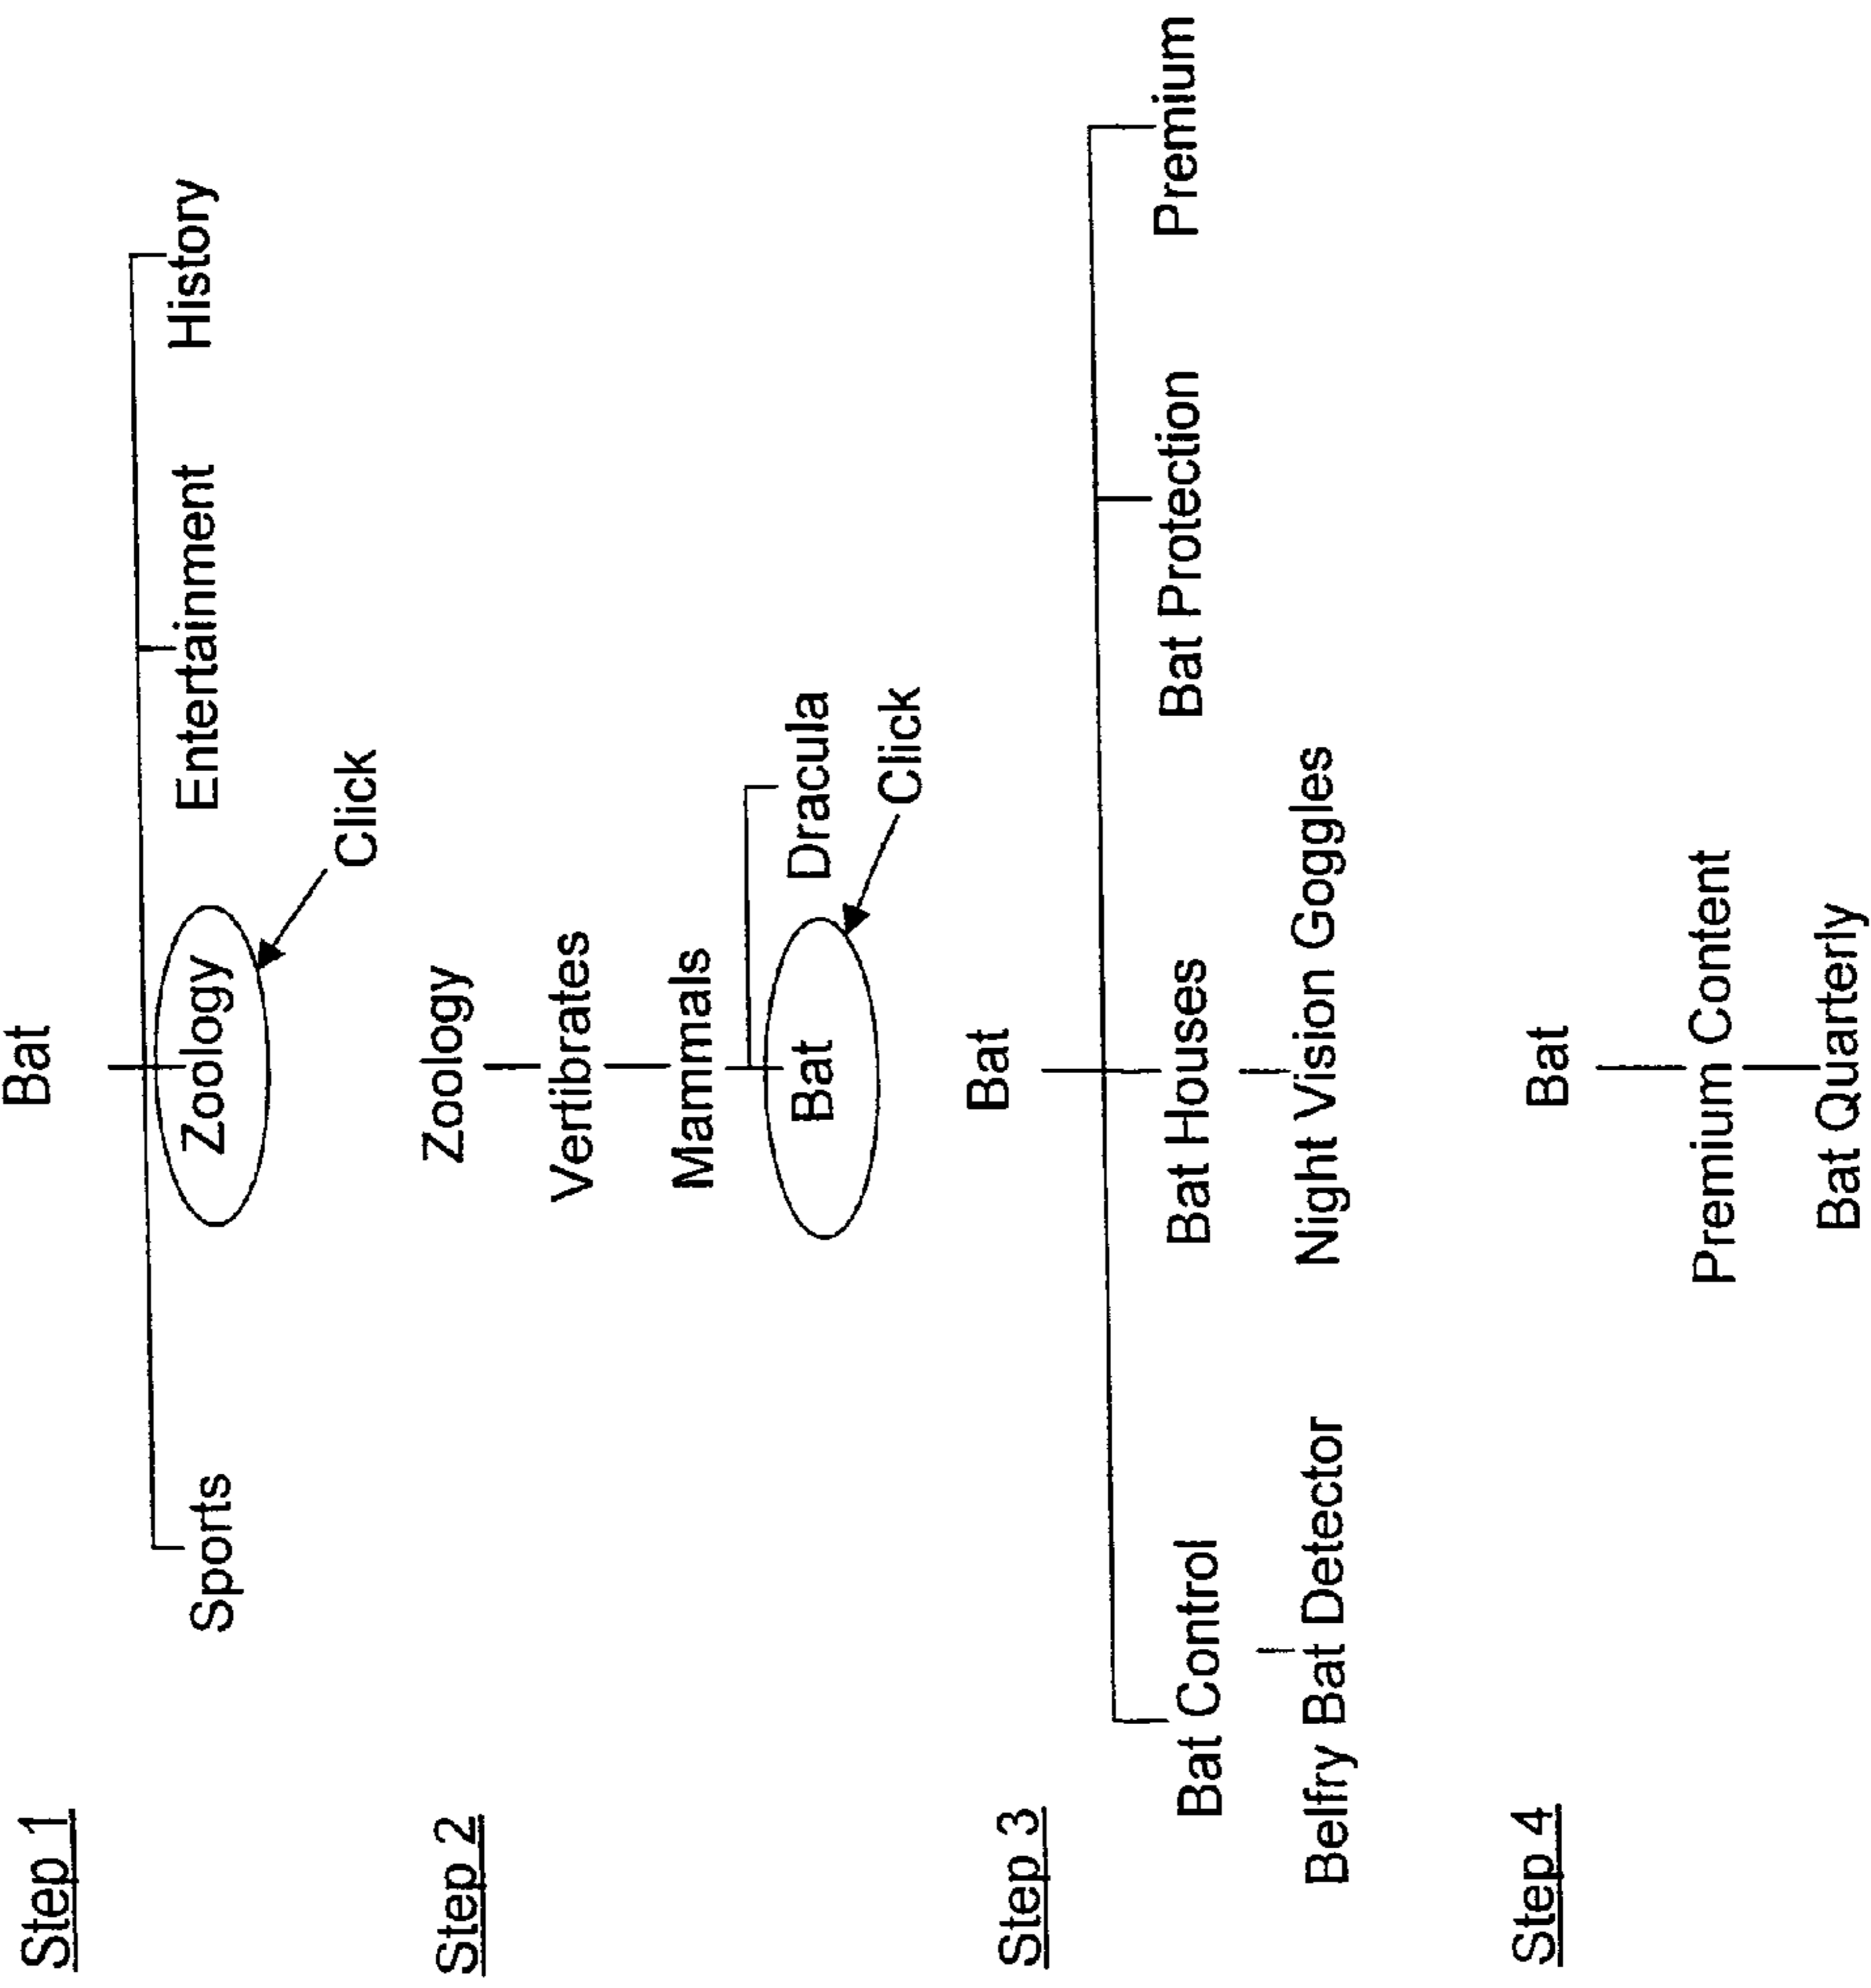 Step 1
Bat
Sports Zoology Entertainment History
Click
Step 2
Zoology
Vertibrates
Mammals
Bat Dracula
Click
Step 3
Bat
Bat Control Bat Houses Bat Protection Premium
Belfry Bat Detector Night Vision Goggles
Step 4
Bat
Premium Content
Bat Quarterly